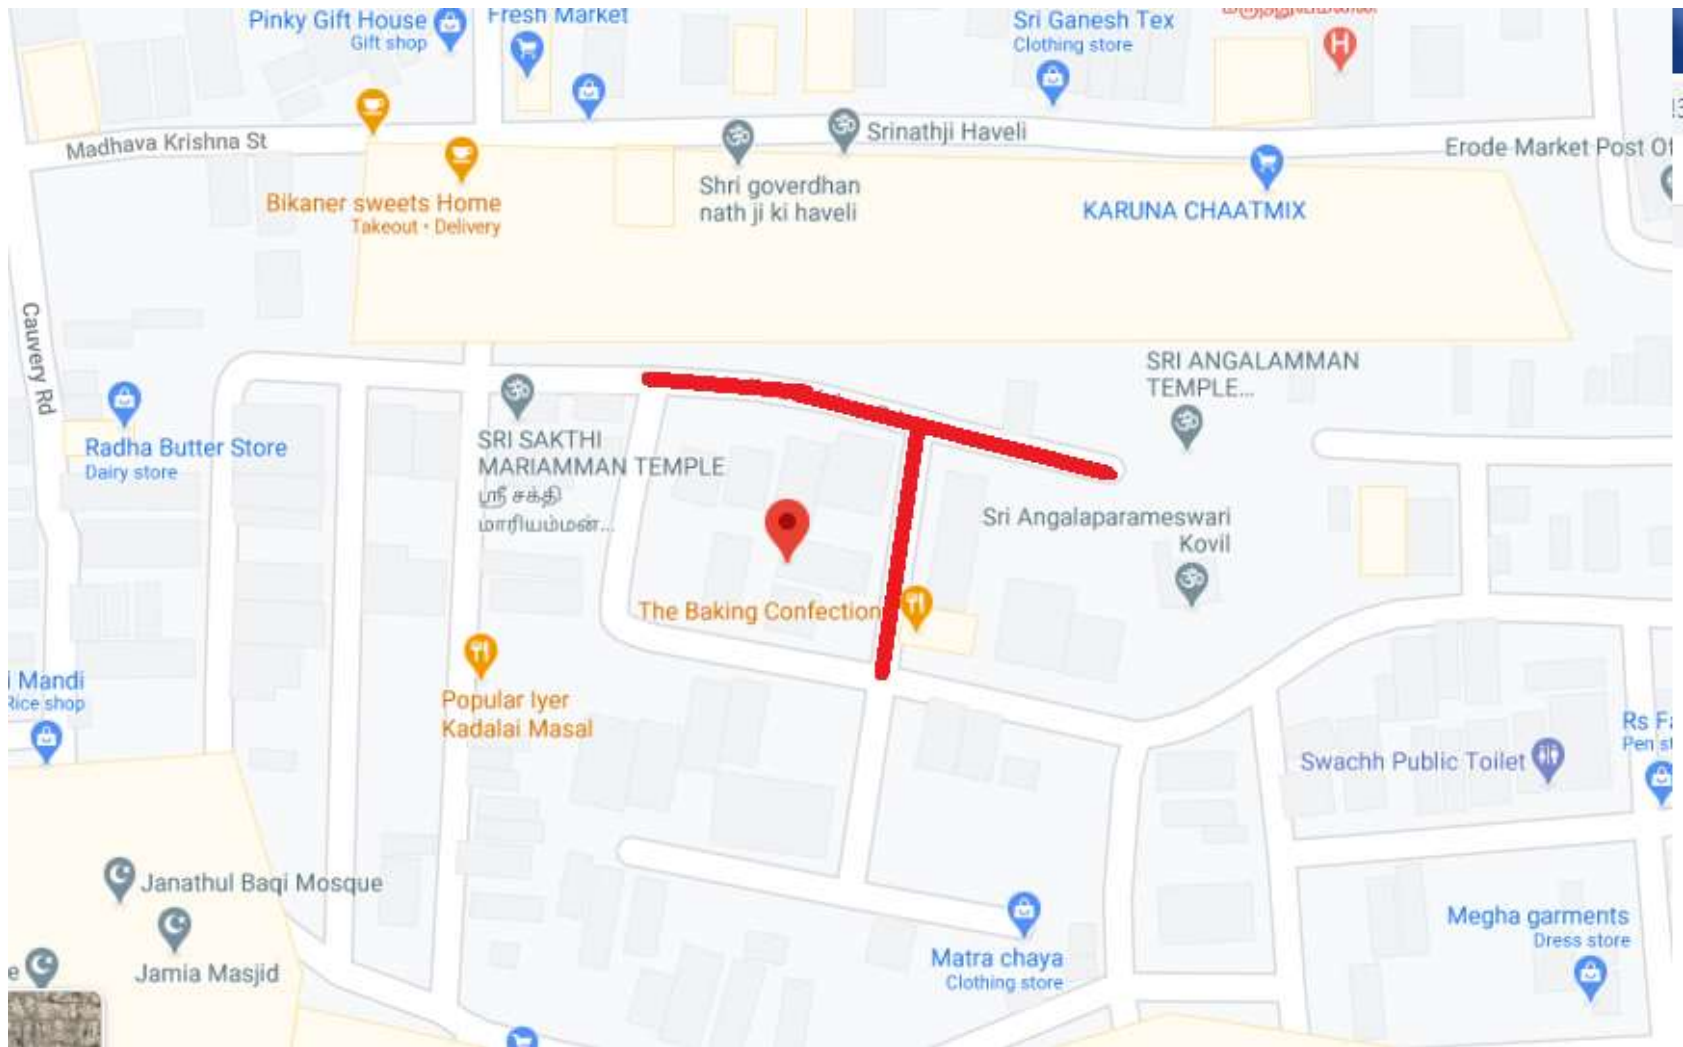 Pinky Gift House
Gift shop
Fresh Market
Sri Ganesh Tex
Clothing store
Madhava Krishna St
Srinathji Haveli
Erode Market Post Of
Bikaner sweets Home
Takeout • Delivery
Shri goverdhan
nath ji ki haveli
KARUNA CHAATMIX
Cauvery Rd
SRI ANGALAMMAN
TEMPLE...
Radha Butter Store
Dairy store
SRI SAKTHI
MARIAMMAN TEMPLE
ஸ்ரீ சக்தி
மாரியம்மன்...
Sri Angalaparameswari
Kovil
The Baking Confection
i Mandi
Rice shop
Popular Iyer
Kadalai Masal
Rs Fa
Pen st
Swachh Public Toilet
Janathul Baqi Mosque
Megha garments
Dress store
Matra chaya
Clothing store
e
Jamia Masjid